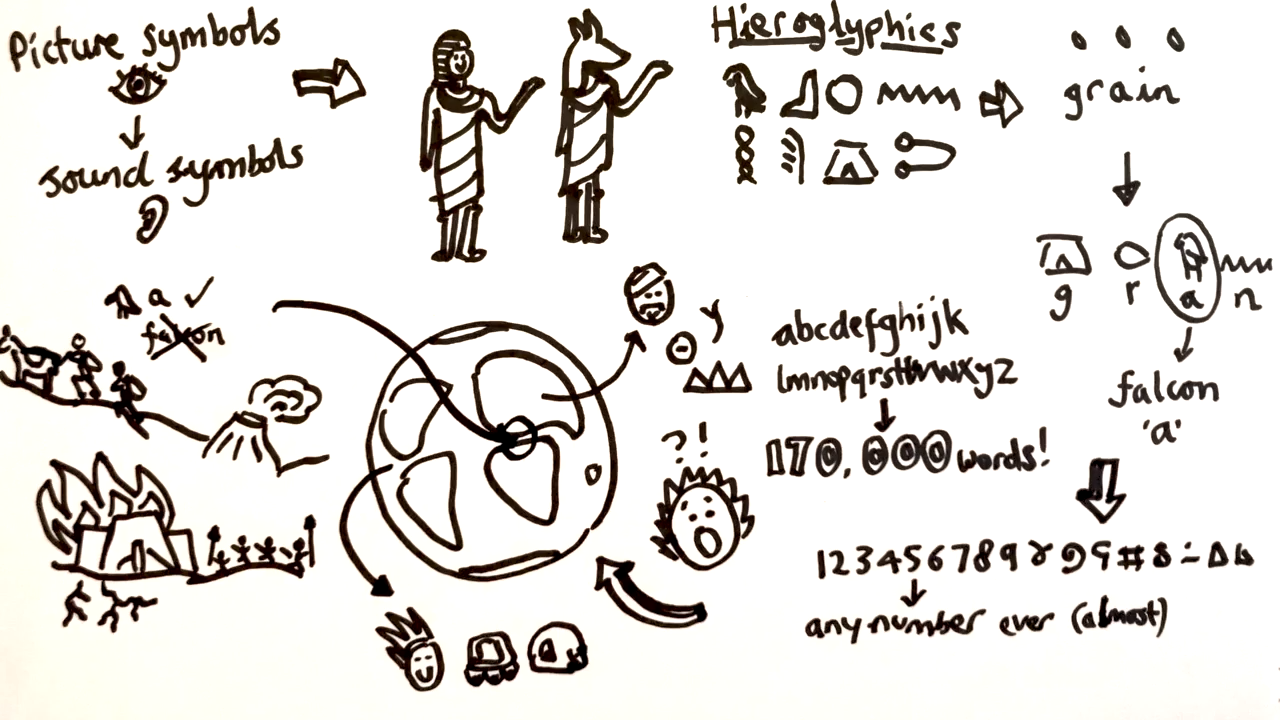 Picture symbols
sound symbols
Hieroglyphics
grain
g r a n
falcon
'a'
a ✓
falcon
abcdefghijk
lmnopqrstuvwxyz
170,000 words!
?!
123456789
any number ever (almost)